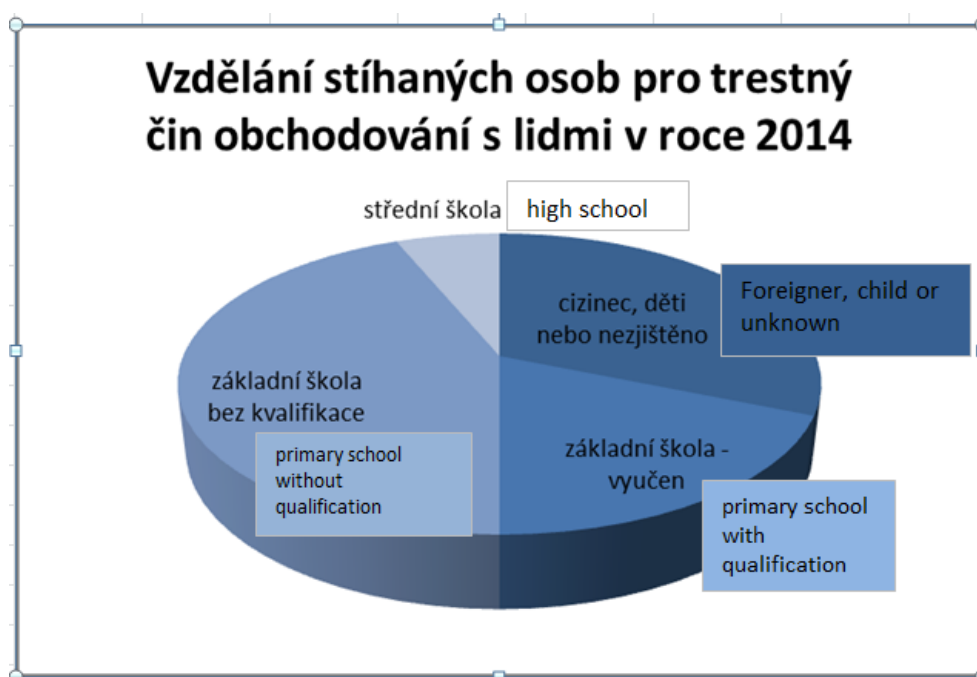 Vzdělání stíhaných osob pro trestný
čin obchodování s lidmi v roce 2014
střední škola
high school
cizinec, děti
nebo nezjištěno
Foreigner, child or
unknown
základní škola
bez kvalifikace
primary school
without
qualification
základní škola -
vyučen
primary school
with
qualification